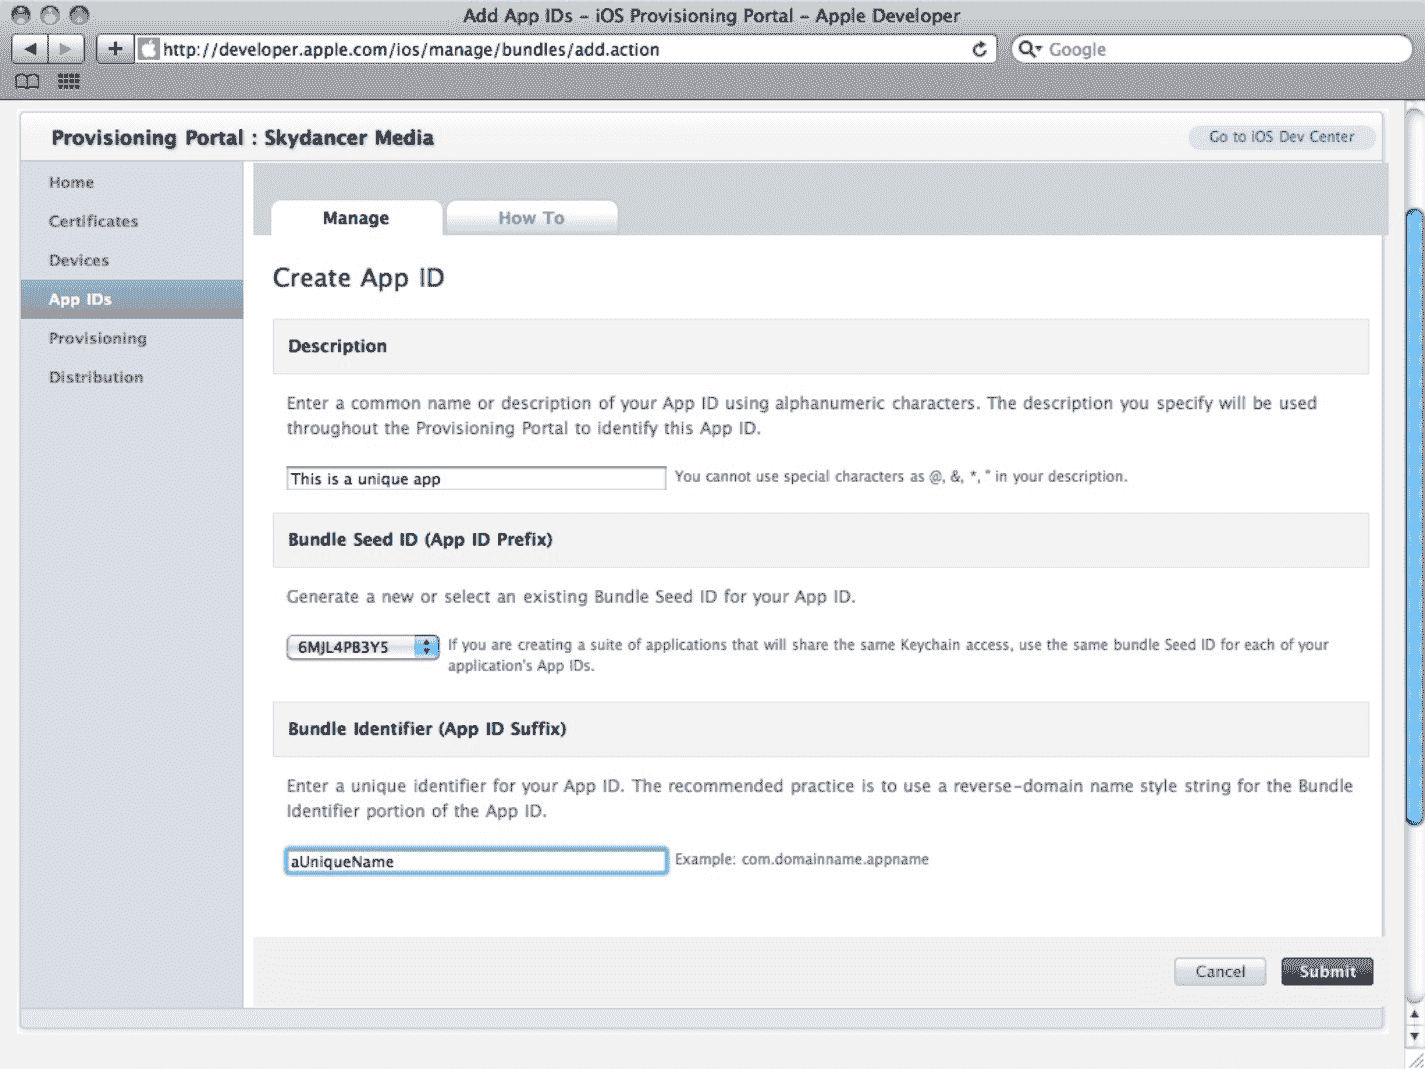 Add App IDs – iOS Provisioning Portal – Apple Developer
http://developer.apple.com/ios/manage/bundles/add.action
Google
Provisioning Portal : Skydancer Media
Go to iOS Dev Center
Home
Certificates
Devices
App IDs
Provisioning
Distribution
Manage
How To
Create App ID
Description
Enter a common name or description of your App ID using alphanumeric characters. The description you specify will be used
throughout the Provisioning Portal to identify this App ID.
This is a unique app
You cannot use special characters as @, &, *, " in your description.
Bundle Seed ID (App ID Prefix)
Generate a new or select an existing Bundle Seed ID for your App ID.
6MJL4PB3Y5
If you are creating a suite of applications that will share the same Keychain access, use the same bundle Seed ID for each of your
application's App IDs.
Bundle Identifier (App ID Suffix)
Enter a unique identifier for your App ID. The recommended practice is to use a reverse-domain name style string for the Bundle
Identifier portion of the App ID.
aUniqueName
Example: com.domainname.appname
Cancel
Submit